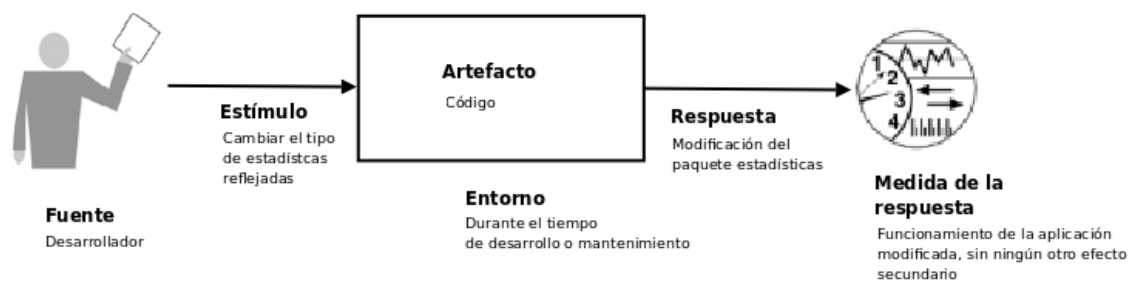 Fuente
Desarrollador
Estímulo
Cambiar el tipo
de estadístcas
reflejadas
Artefacto
Código
Entorno
Durante el tiempo
de desarrollo o mantenimiento
Respuesta
Modificación del
paquete estadísticas
1
2
3
4
Medida de la
respuesta
Funcionamiento de la aplicación
modificada, sin ningún otro efecto
secundario